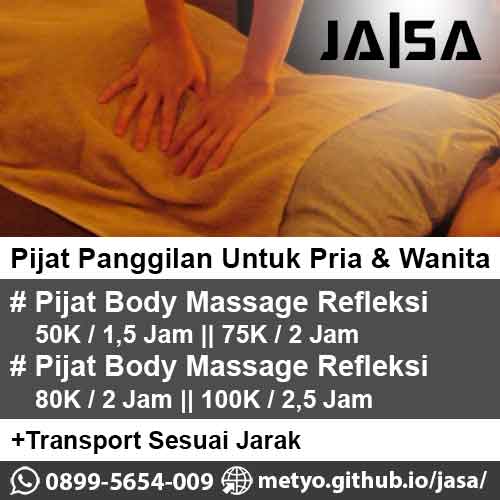 JA|SA
Pijat Panggilan Untuk Pria & Wanita
# Pijat Body Massage Refleksi
50K / 1,5 Jam || 75K / 2 Jam
# Pijat Body Massage Refleksi
80K / 2 Jam || 100K / 2,5 Jam
+Transport Sesuai Jarak
0899-5654-009 metyo.github.io/jasa/